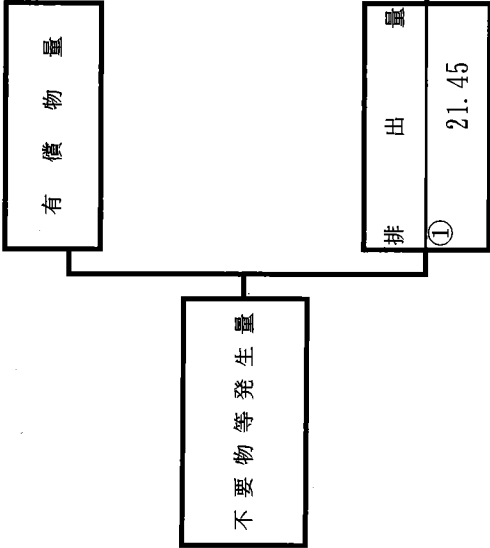 有償物量
不要物等発生量
排出量
①
21.45